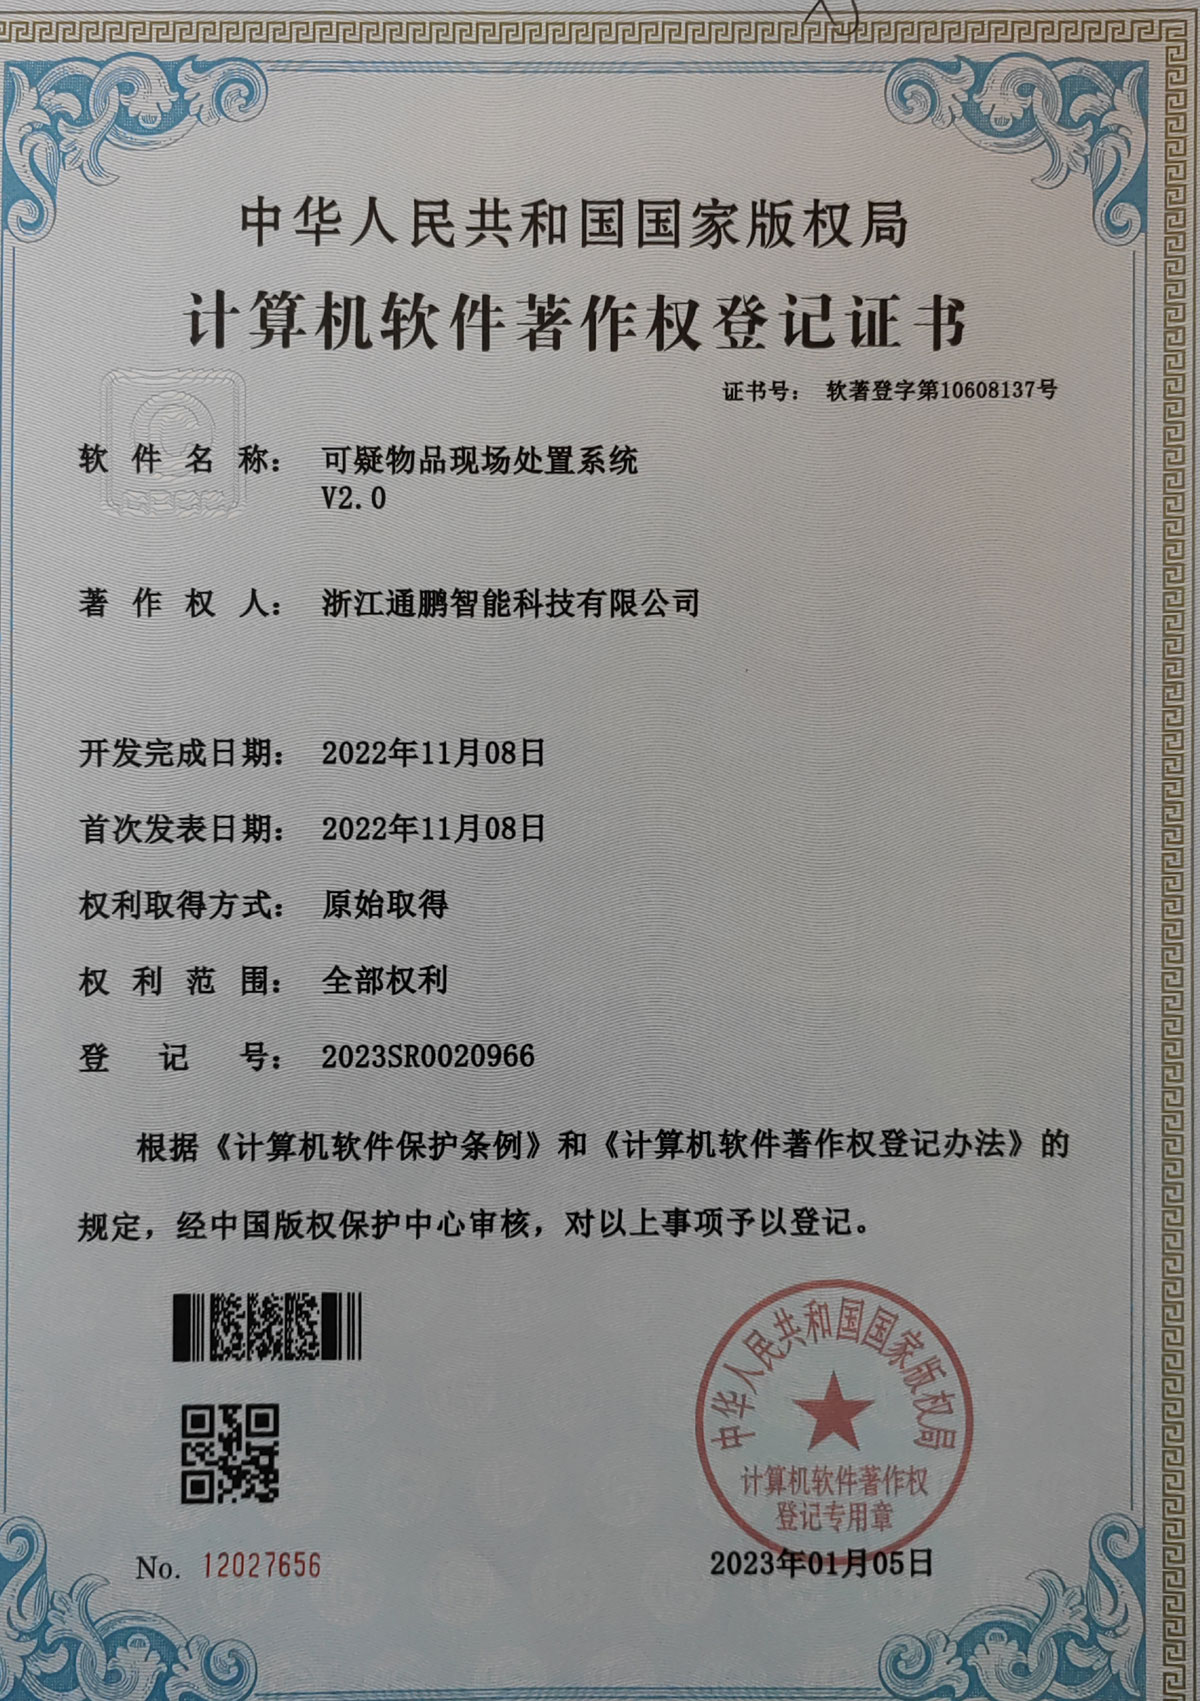 中华人民共和国国家版权局
计算机软件著作权登记证书
证书号： 软著登字第10608137号
软件名称： 可疑物品现场处置系统
V2.0
著作权人： 浙江通鹏智能科技有限公司
开发完成日期： 2022年11月08日
首次发表日期： 2022年11月08日
权利取得方式： 原始取得
权利范围： 全部权利
登记号： 2023SR0020966
根据《计算机软件保护条例》和《计算机软件著作权登记办法》的
规定，经中国版权保护中心审核，对以上事项予以登记。
中华人民共和国国家版权局
计算机软件著作权
登记专用章
No. 12027656
2023年01月05日